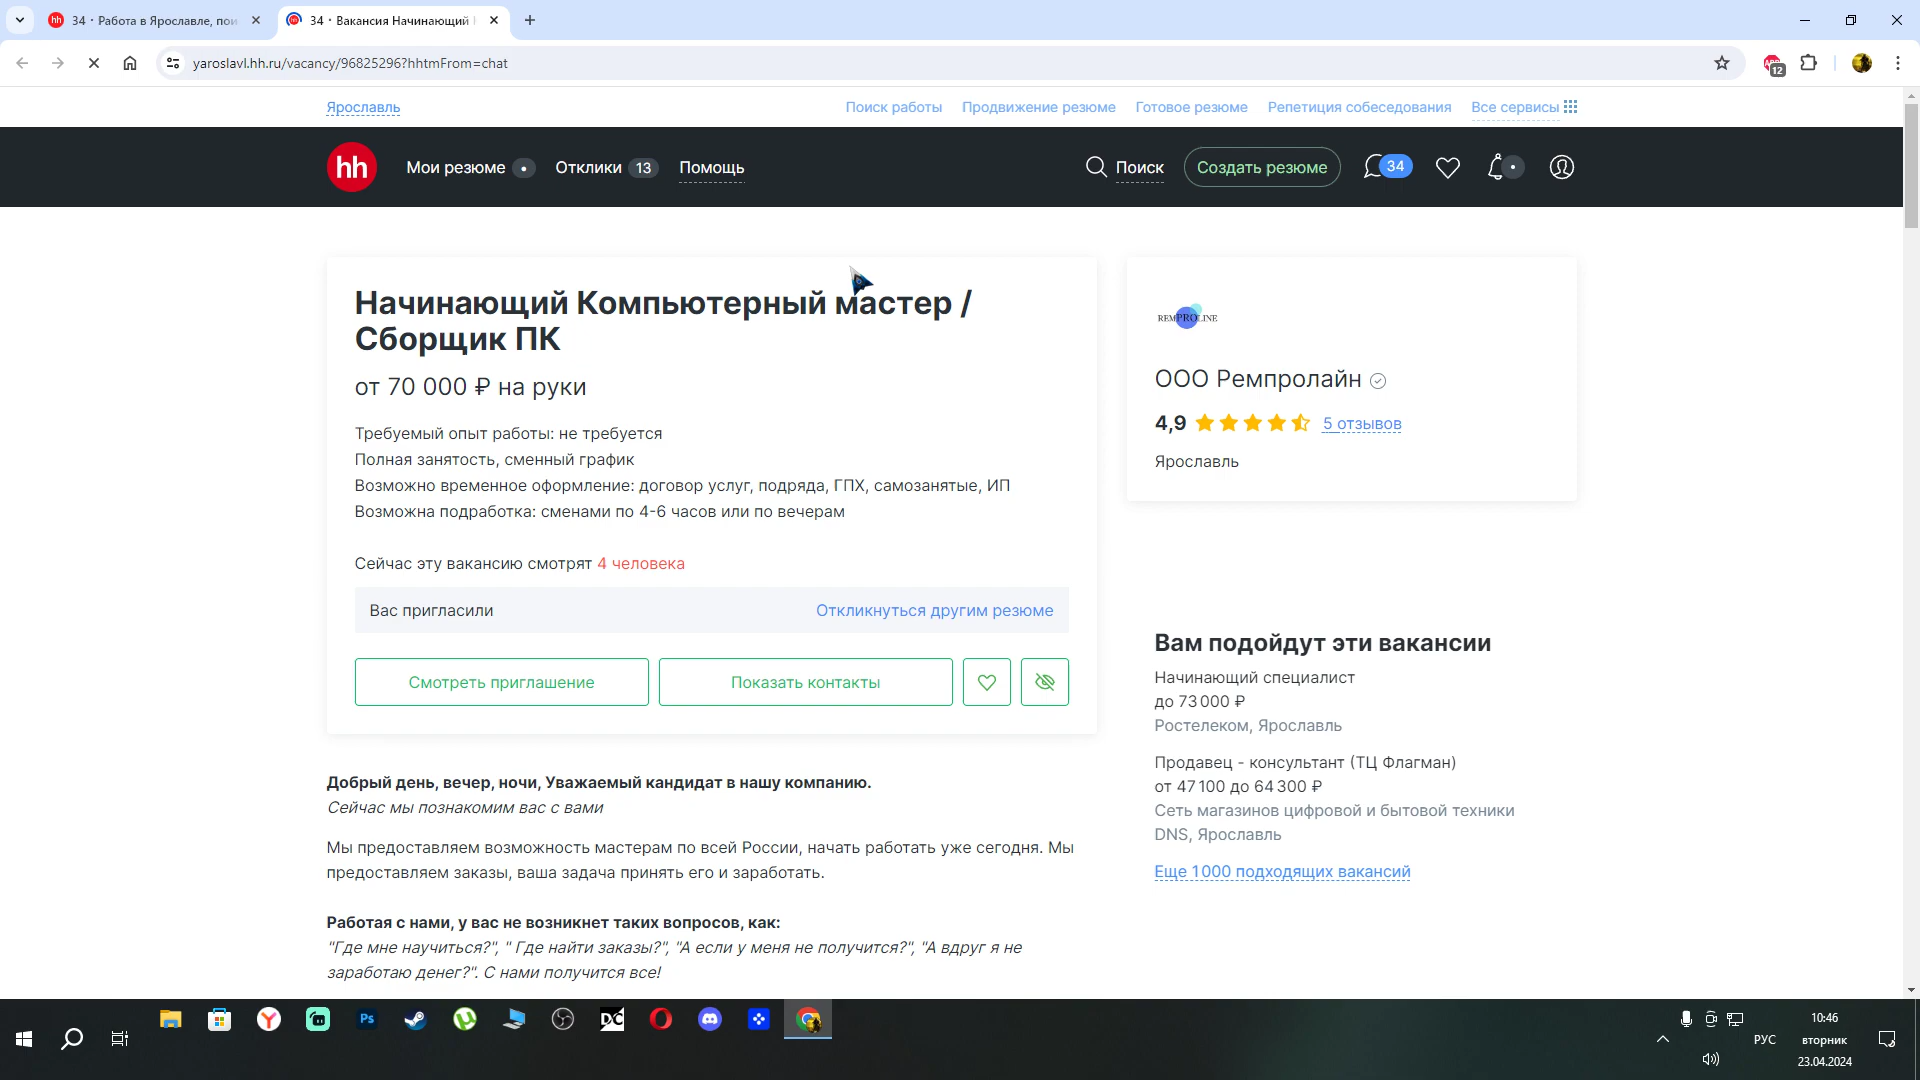 34 · Работа в Ярославле, пои
34 · Вакансия Начинающий
yaroslavl.hh.ru/vacancy/96825296?hhtmFrom=chat
12
Ярославль
Поиск работы
Продвижение резюме
Готовое резюме
Репетиция собеседования
Все сервисы
hh
Мои резюме
Отклики 13
Помощь
Поиск
Создать резюме
34
Начинающий Компьютерный мастер /
Сборщик ПК
от 70 000 ₽ на руки
Требуемый опыт работы: не требуется
Полная занятость, сменный график
Возможно временное оформление: договор услуг, подряда, ГПХ, самозанятые, ИП
Возможна подработка: сменами по 4-6 часов или по вечерам
Сейчас эту вакансию смотрят 4 человека
Вас пригласили
Откликнуться другим резюме
Смотреть приглашение
Показать контакты
REMPROLINE
ООО Ремпролайн
4,9
5 отзывов
Ярославль
Вам подойдут эти вакансии
Начинающий специалист
до 73 000 ₽
Ростелеком, Ярославль
Продавец - консультант (ТЦ Флагман)
от 47 100 до 64 300 ₽
Сеть магазинов цифровой и бытовой техники
DNS, Ярославль
Еще 1000 подходящих вакансий
Добрый день, вечер, ночи, Уважаемый кандидат в нашу компанию.
Сейчас мы познакомим вас с вами
Мы предоставляем возможность мастерам по всей России, начать работать уже сегодня. Мы
предоставляем заказы, ваша задача принять его и заработать.
Работая с нами, у вас не возникнет таких вопросов, как:
"Где мне научиться?", " Где найти заказы?", "А если у меня не получится?", "А вдруг я не
заработаю денег?". С нами получится все!
Ps
DC
РУС
10:46
вторник
23.04.2024